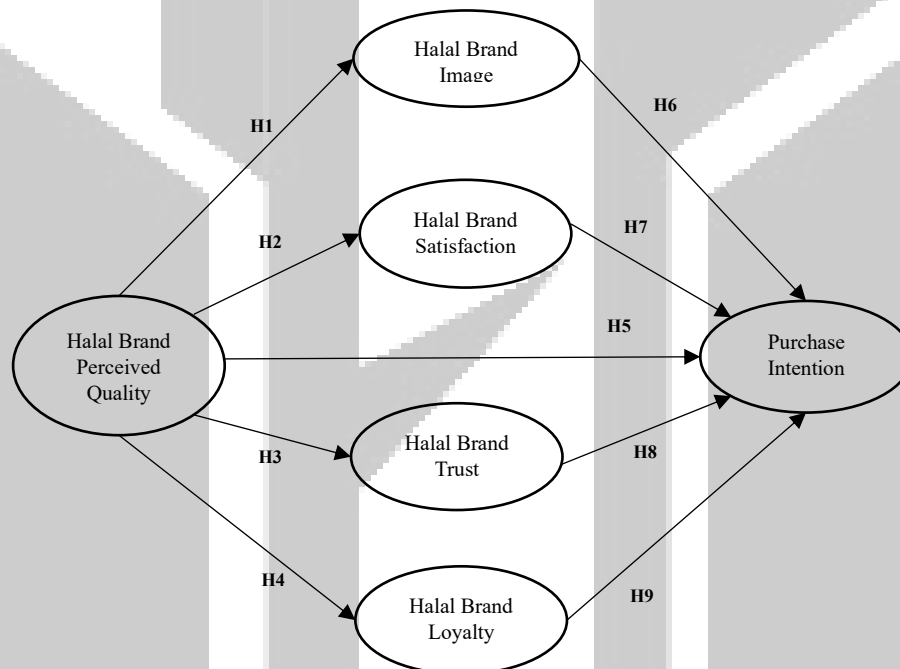 Halal Brand
Image
H1
H6
Halal Brand
Satisfaction
H2
H7
Halal Brand
Perceived
Quality
H5
Purchase
Intention
Halal Brand
Trust
H3
H8
Halal Brand
Loyalty
H4
H9